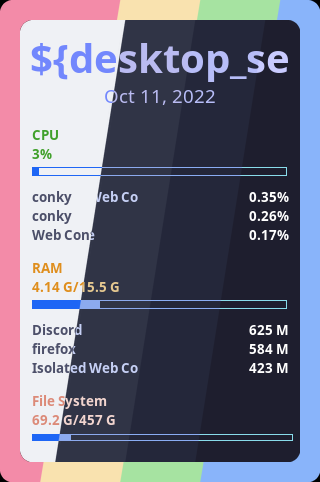 ${desktop_se
Oct 11, 2022
CPU
3%
conky Web Co 0.35%
conky 0.26%
Web Cone 0.17%
RAM
4.14 G/15.5 G
Discord 625 M
firefox 584 M
Isolated Web Co 423 M
File System
69.2 G/457 G